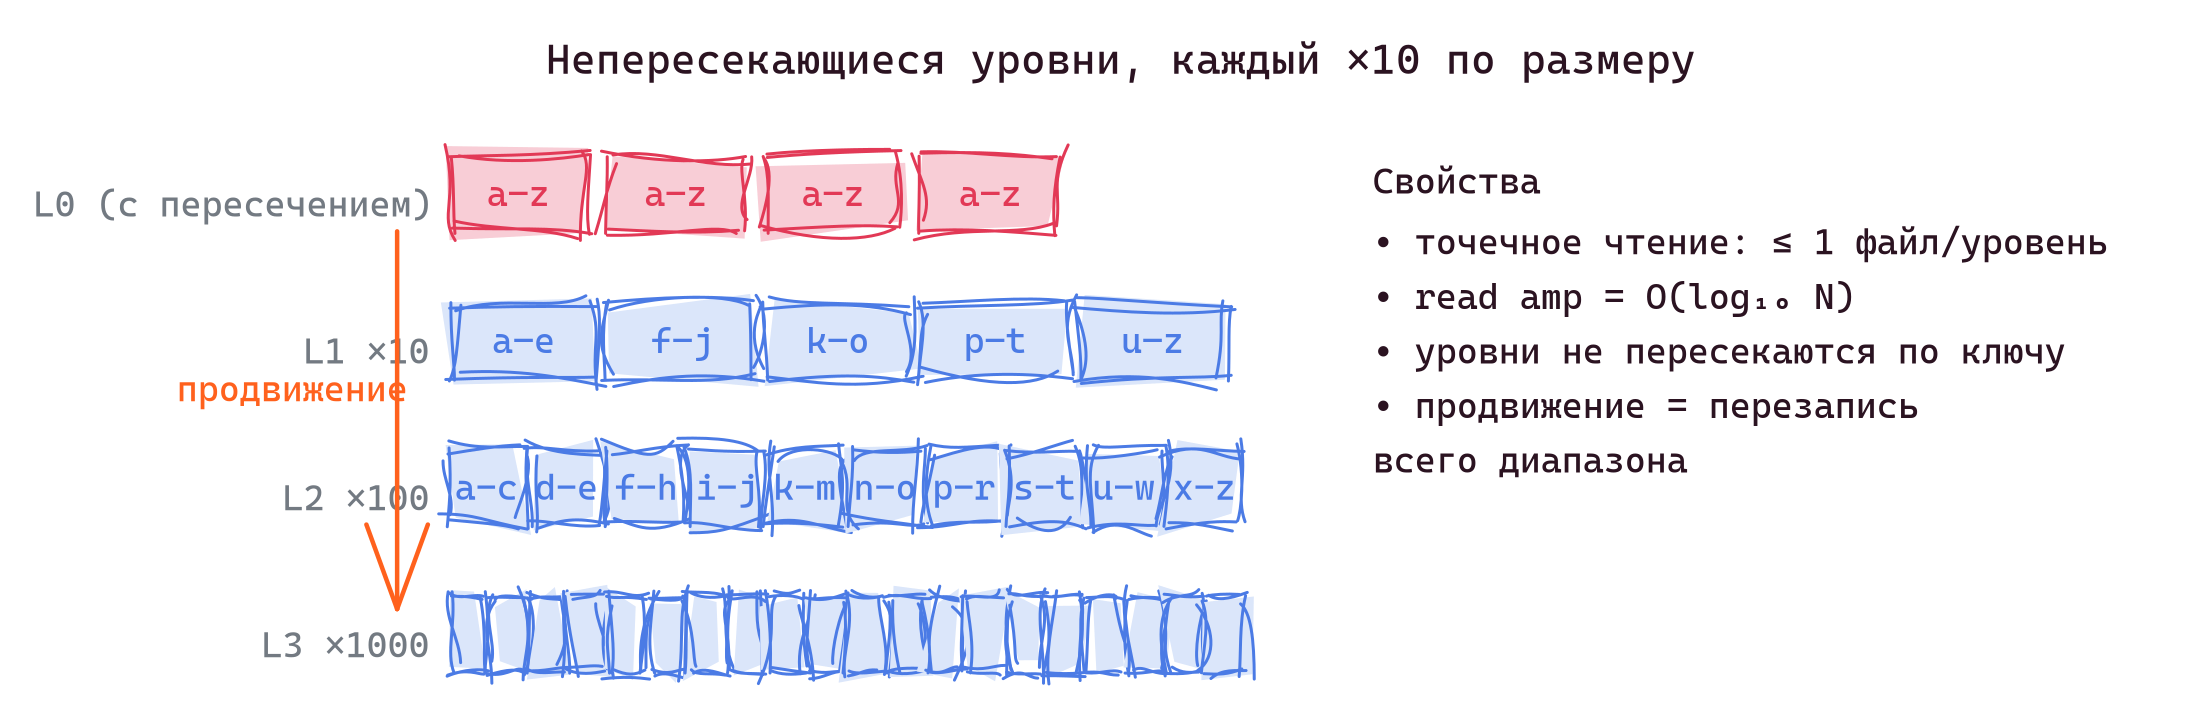 Непересекающиеся уровни, каждый ×10 по размеру
L0 (с пересечением)
a–z a–z a–z a–z
L1 ×10
a–e f–j k–o p–t u–z
продвижение
L2 ×100
a–c d–e f–h i–j k–m n–o p–r s–t u–w x–z
L3 ×1000
Свойства
• точечное чтение: ≤ 1 файл/уровень
• read amp = O(log₁₀ N)
• уровни не пересекаются по ключу
• продвижение = перезапись
всего диапазона